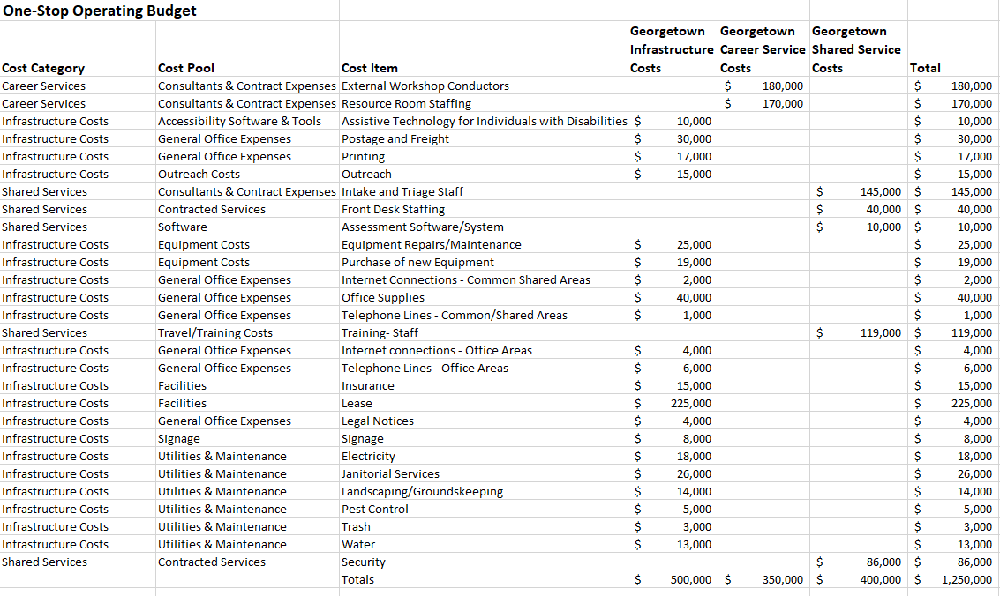 One-Stop Operating Budget
Georgetown Georgetown Georgetown
Infrastructure Career Service Shared Service
Cost Category Cost Pool Cost Item Costs Costs Costs Total
Career Services Consultants & Contract Expenses External Workshop Conductors $ 180,000 $ 180,000
Career Services Consultants & Contract Expenses Resource Room Staffing $ 170,000 $ 170,000
Infrastructure Costs Accessibility Software & Tools Assistive Technology for Individuals with Disabilities $ 10,000 $ 10,000
Infrastructure Costs General Office Expenses Postage and Freight $ 30,000 $ 30,000
Infrastructure Costs General Office Expenses Printing $ 17,000 $ 17,000
Infrastructure Costs Outreach Costs Outreach $ 15,000 $ 15,000
Shared Services Consultants & Contract Expenses Intake and Triage Staff $ 145,000 $ 145,000
Shared Services Contracted Services Front Desk Staffing $ 40,000 $ 40,000
Shared Services Software Assessment Software/System $ 10,000 $ 10,000
Infrastructure Costs Equipment Costs Equipment Repairs/Maintenance $ 25,000 $ 25,000
Infrastructure Costs Equipment Costs Purchase of new Equipment $ 19,000 $ 19,000
Infrastructure Costs General Office Expenses Internet Connections - Common Shared Areas $ 2,000 $ 2,000
Infrastructure Costs General Office Expenses Office Supplies $ 40,000 $ 40,000
Infrastructure Costs General Office Expenses Telephone Lines - Common/Shared Areas $ 1,000 $ 1,000
Shared Services Travel/Training Costs Training- Staff $ 119,000 $ 119,000
Infrastructure Costs General Office Expenses Internet connections - Office Areas $ 4,000 $ 4,000
Infrastructure Costs General Office Expenses Telephone Lines - Office Areas $ 6,000 $ 6,000
Infrastructure Costs Facilities Insurance $ 15,000 $ 15,000
Infrastructure Costs Facilities Lease $ 225,000 $ 225,000
Infrastructure Costs General Office Expenses Legal Notices $ 4,000 $ 4,000
Infrastructure Costs Signage Signage $ 8,000 $ 8,000
Infrastructure Costs Utilities & Maintenance Electricity $ 18,000 $ 18,000
Infrastructure Costs Utilities & Maintenance Janitorial Services $ 26,000 $ 26,000
Infrastructure Costs Utilities & Maintenance Landscaping/Groundskeeping $ 14,000 $ 14,000
Infrastructure Costs Utilities & Maintenance Pest Control $ 5,000 $ 5,000
Infrastructure Costs Utilities & Maintenance Trash $ 3,000 $ 3,000
Infrastructure Costs Utilities & Maintenance Water $ 13,000 $ 13,000
Shared Services Contracted Services Security $ 86,000 $ 86,000
Totals $ 500,000 $ 350,000 $ 400,000 $ 1,250,000